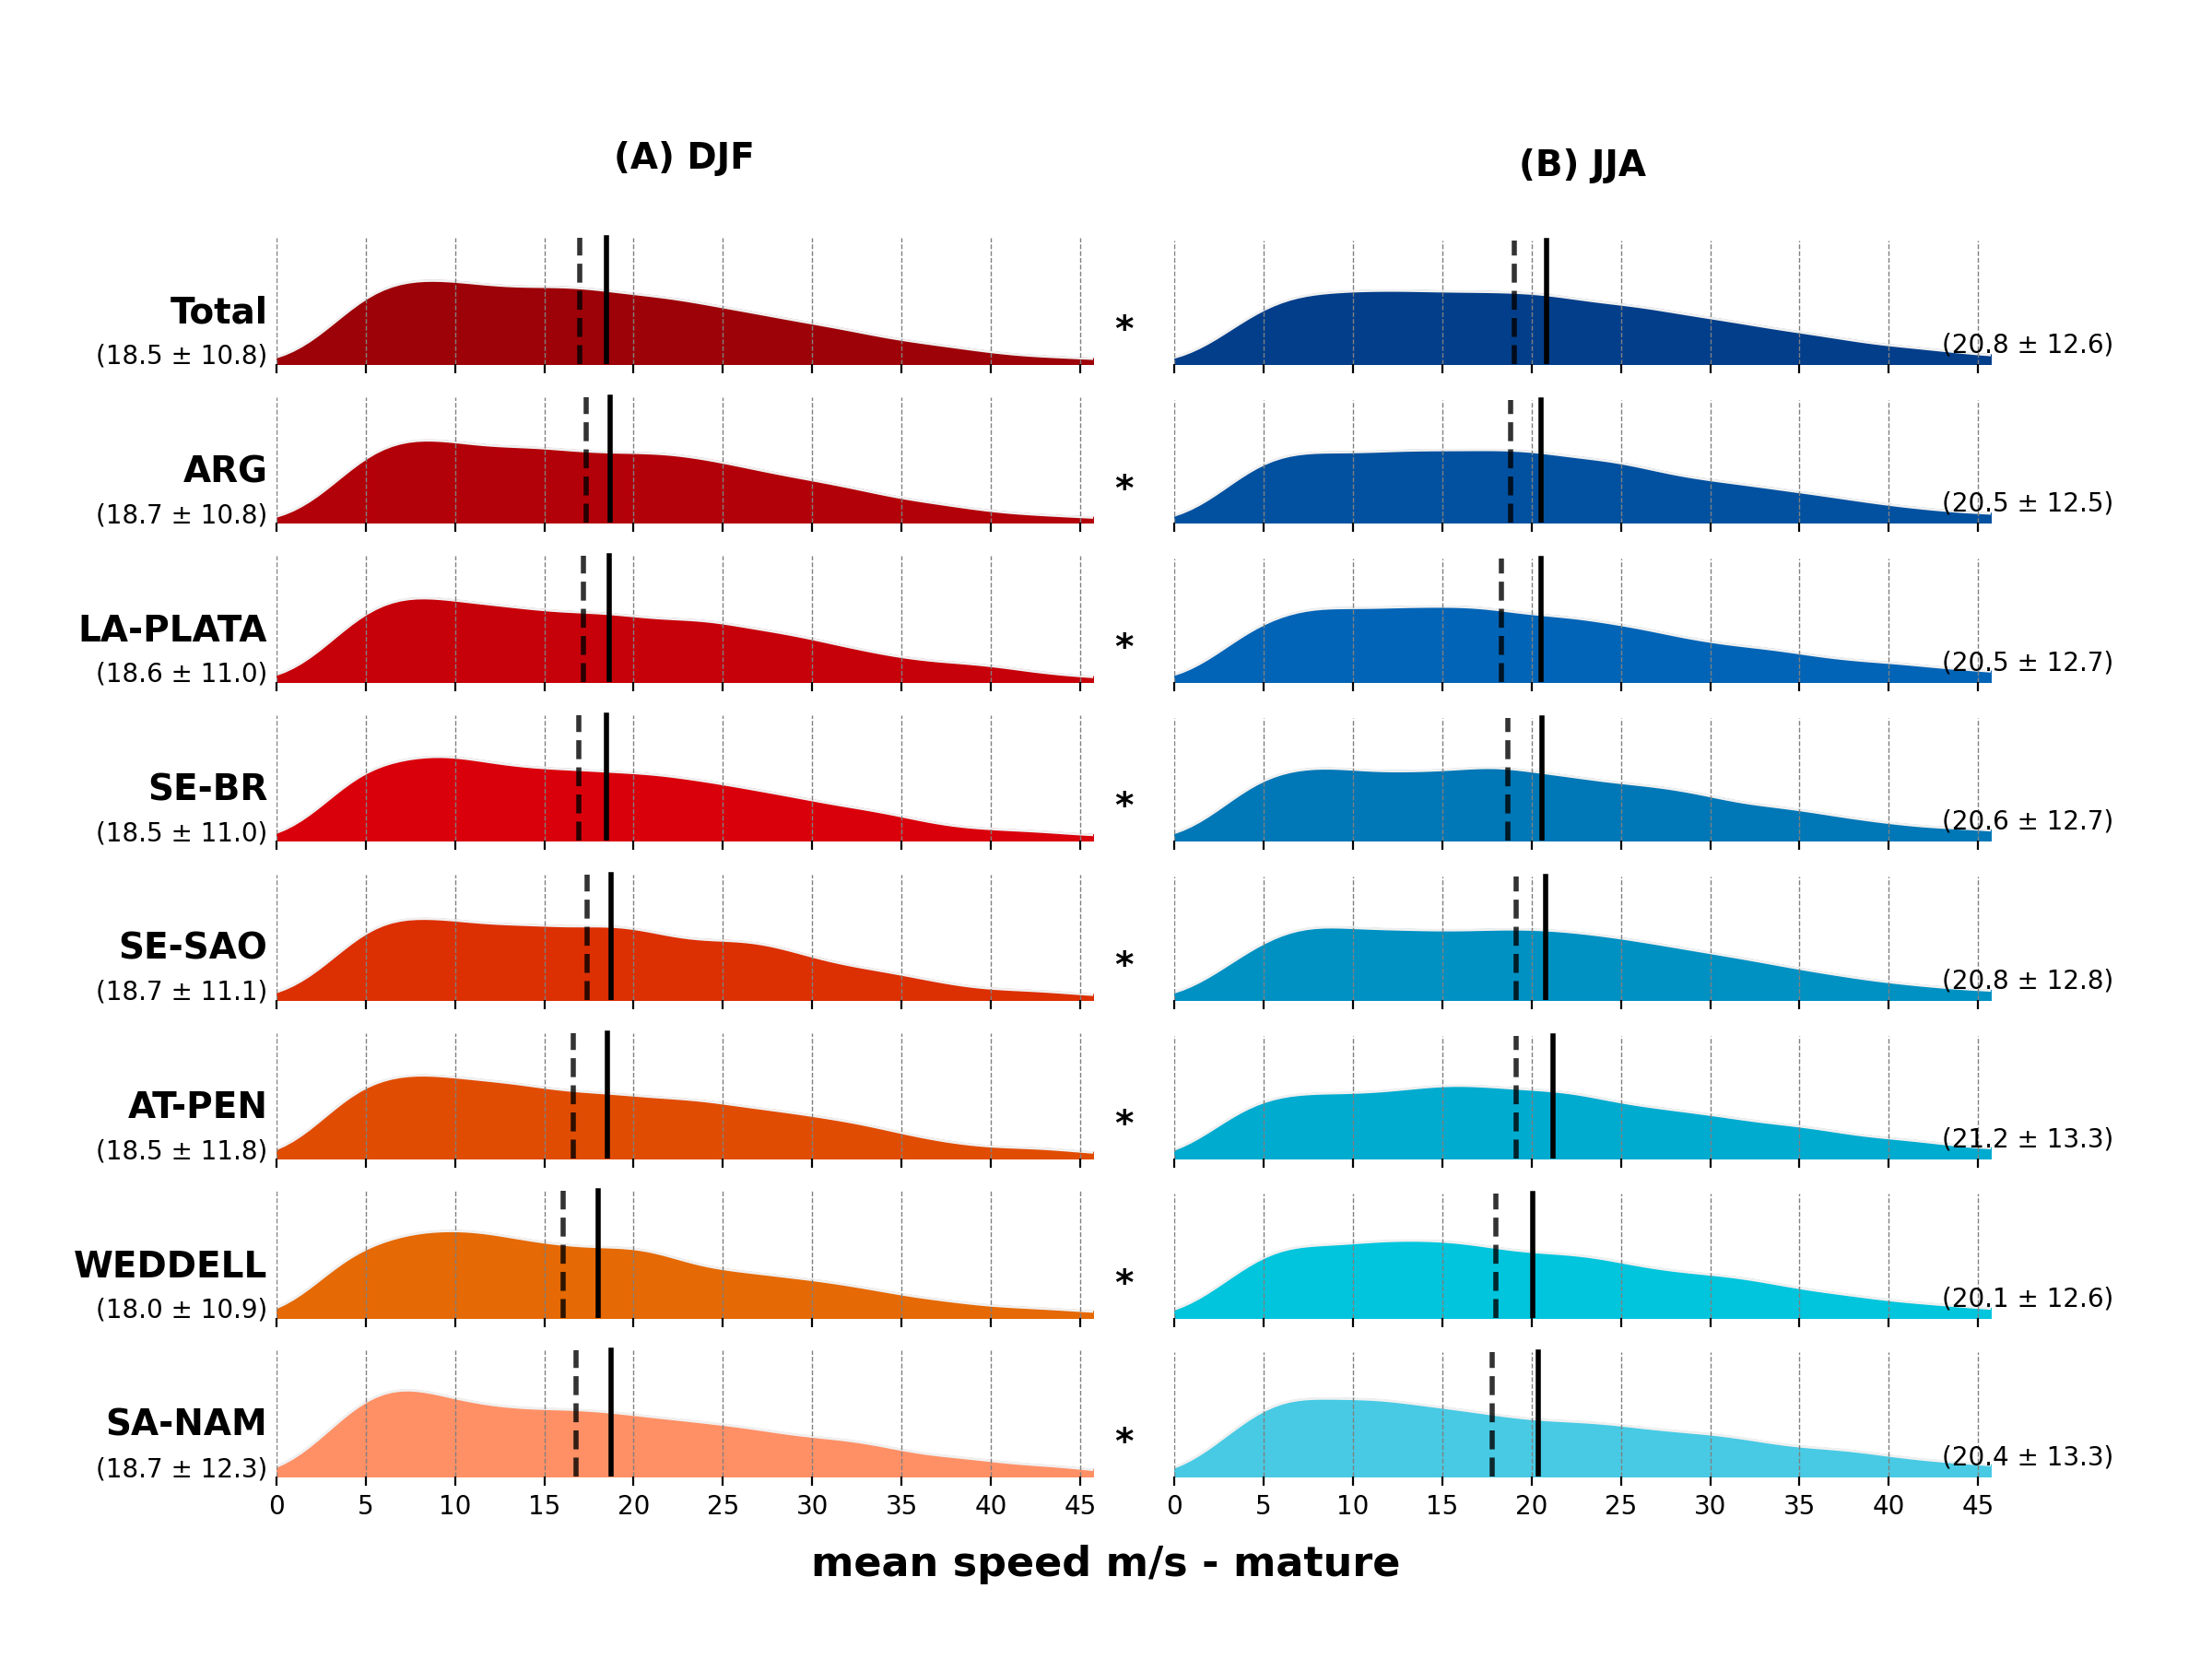 (A) DJF
(B) JJA
Total
(18.5 ± 10.8)
*
(20.8 ± 12.6)
ARG
(18.7 ± 10.8)
*
(20.5 ± 12.5)
LA-PLATA
(18.6 ± 11.0)
*
(20.5 ± 12.7)
SE-BR
(18.5 ± 11.0)
*
(20.6 ± 12.7)
SE-SAO
(18.7 ± 11.1)
*
(20.8 ± 12.8)
AT-PEN
(18.5 ± 11.8)
*
(21.2 ± 13.3)
WEDDELL
(18.0 ± 10.9)
*
(20.1 ± 12.6)
SA-NAM
(18.7 ± 12.3)
*
(20.4 ± 13.3)
0 5 10 15 20 25 30 35 40 45
0 5 10 15 20 25 30 35 40 45
mean speed m/s - mature